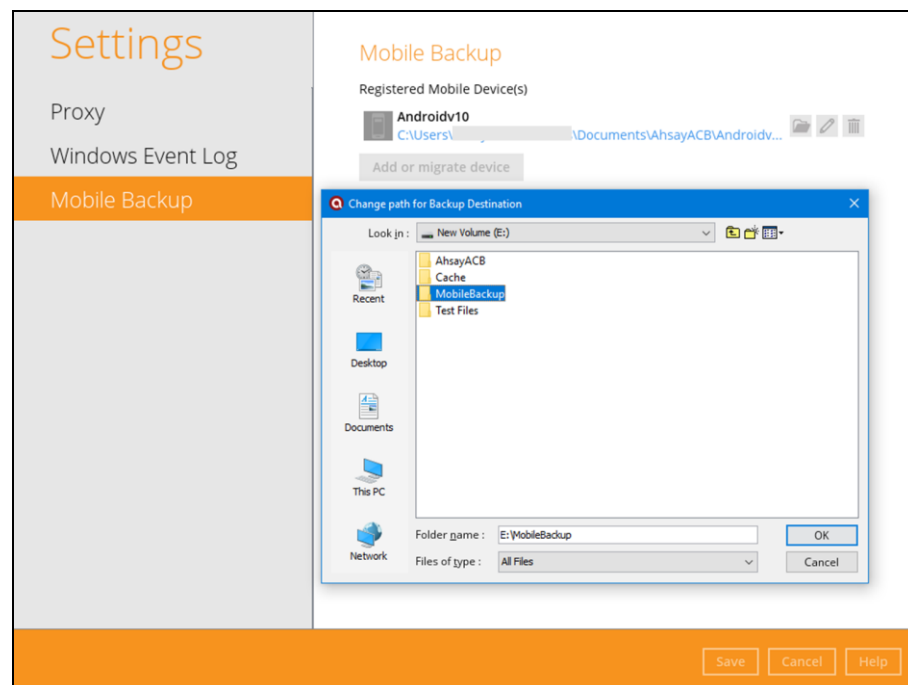 Settings
Proxy
Windows Event Log
Mobile Backup
Mobile Backup
Registered Mobile Device(s)
Androidv10
C:\Users\ \Documents\AhsayACB\Androidv...
Add or migrate device
Change path for Backup Destination
Look in : New Volume (E:)
AhsayACB
Cache
MobileBackup
Test Files
Recent
Desktop
Documents
This PC
Network
Folder name : E:\MobileBackup OK
Files of type : All Files Cancel
Save Cancel Help